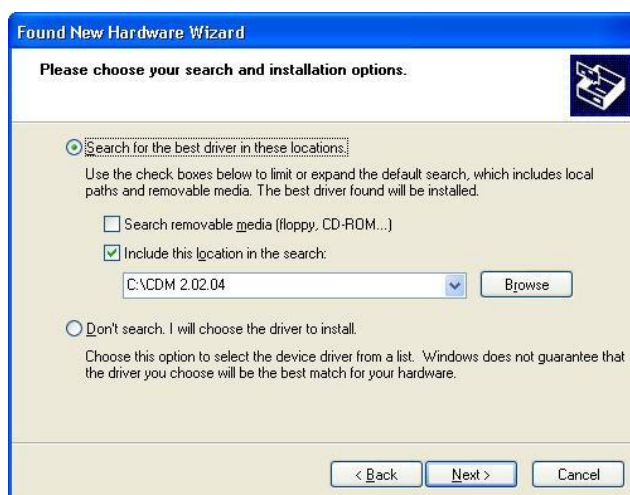 Found New Hardware Wizard
Please choose your search and installation options.
Search for the best driver in these locations.
Use the check boxes below to limit or expand the default search, which includes local
paths and removable media. The best driver found will be installed.
Search removable media (floppy, CD-ROM...)
Include this location in the search:
C:\CDM 2.02.04
Browse
Don't search. I will choose the driver to install.
Choose this option to select the device driver from a list. Windows does not guarantee that
the driver you choose will be the best match for your hardware.
< Back
Next >
Cancel